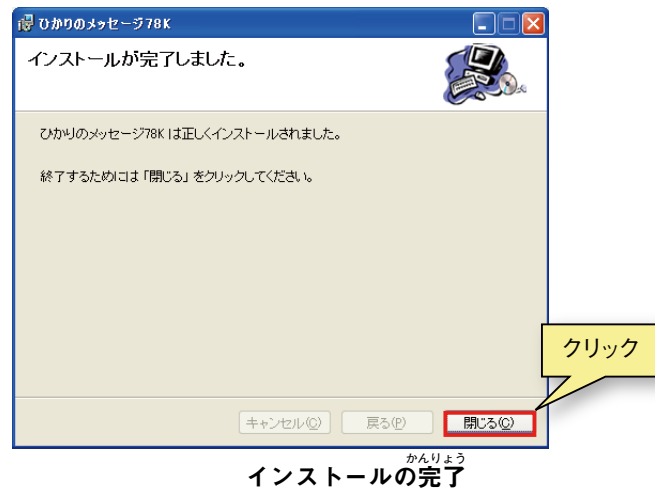 ひかりのメッセージ78K
インストールが完了しました。
ひかりのメッセージ78K は正しくインストールされました。
終了するためには「閉じる」をクリックしてください。
クリック
キャンセル(C) 戻る(P) 閉じる(C)
かんりょう
インストールの完了